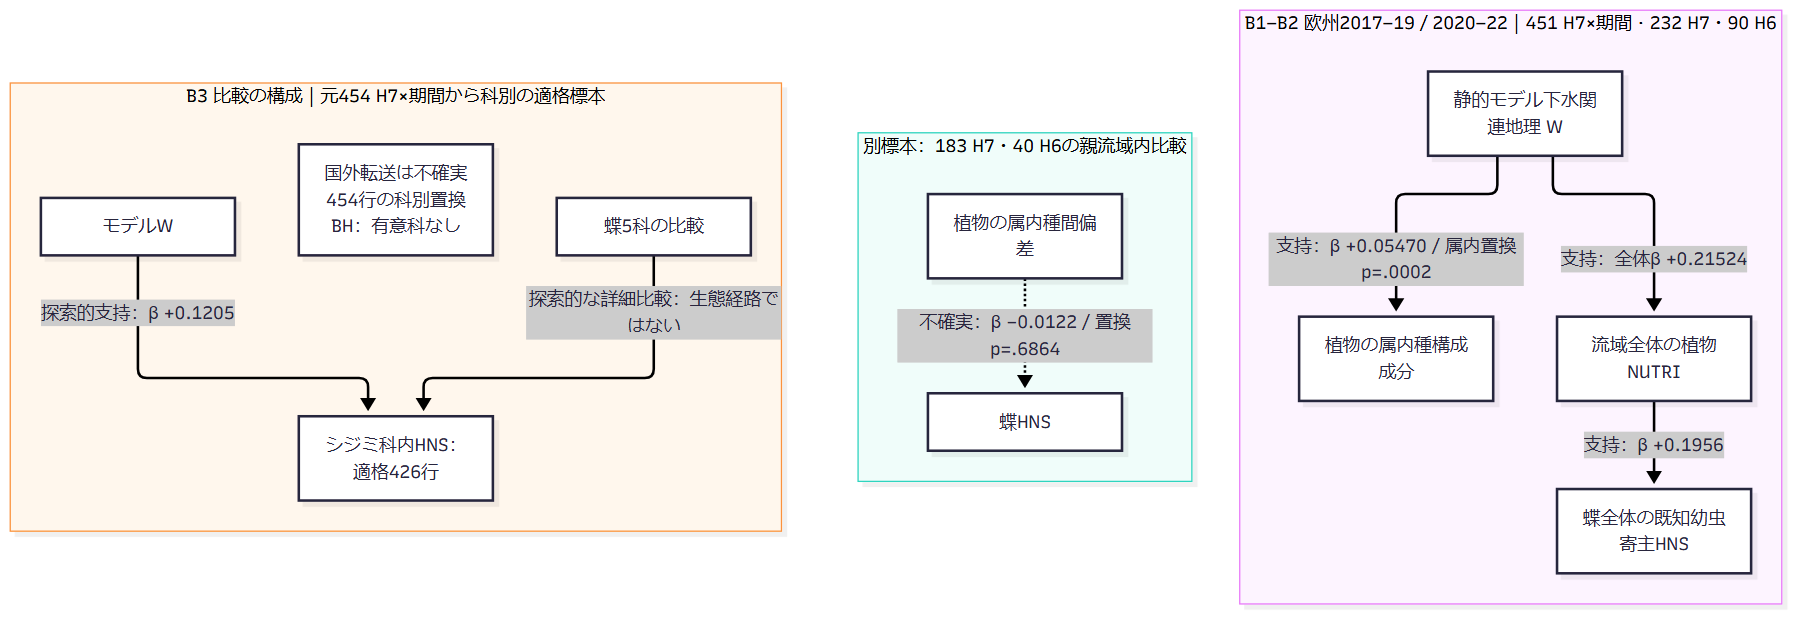 B3 比較の構成 | 元454 H7×期間から科別の適格標本
国外転送は不確実
454行の科別置換
BH: 有意科なし
モデルW
蝶5科の比較
探索的支持: β +0.1205
探索的な詳細比較: 生態経路で
はない
シジミ科内HNS:
適格426行
別標本: 183 H7・40 H6の親流域内比較
植物の属内種間偏
差
不確実: β −0.0122 / 置換
p=.6864
蝶HNS
B1–B2 欧州2017–19 / 2020–22 | 451 H7×期間・232 H7・90 H6
静的モデル下水関
連地理 W
支持: β +0.05470 / 属内置換
p=.0002
支持: 全体β +0.21524
植物の属内種構成
成分
流域全体の植物
NUTRI
支持: β +0.1956
蝶全体の既知幼虫
寄主HNS